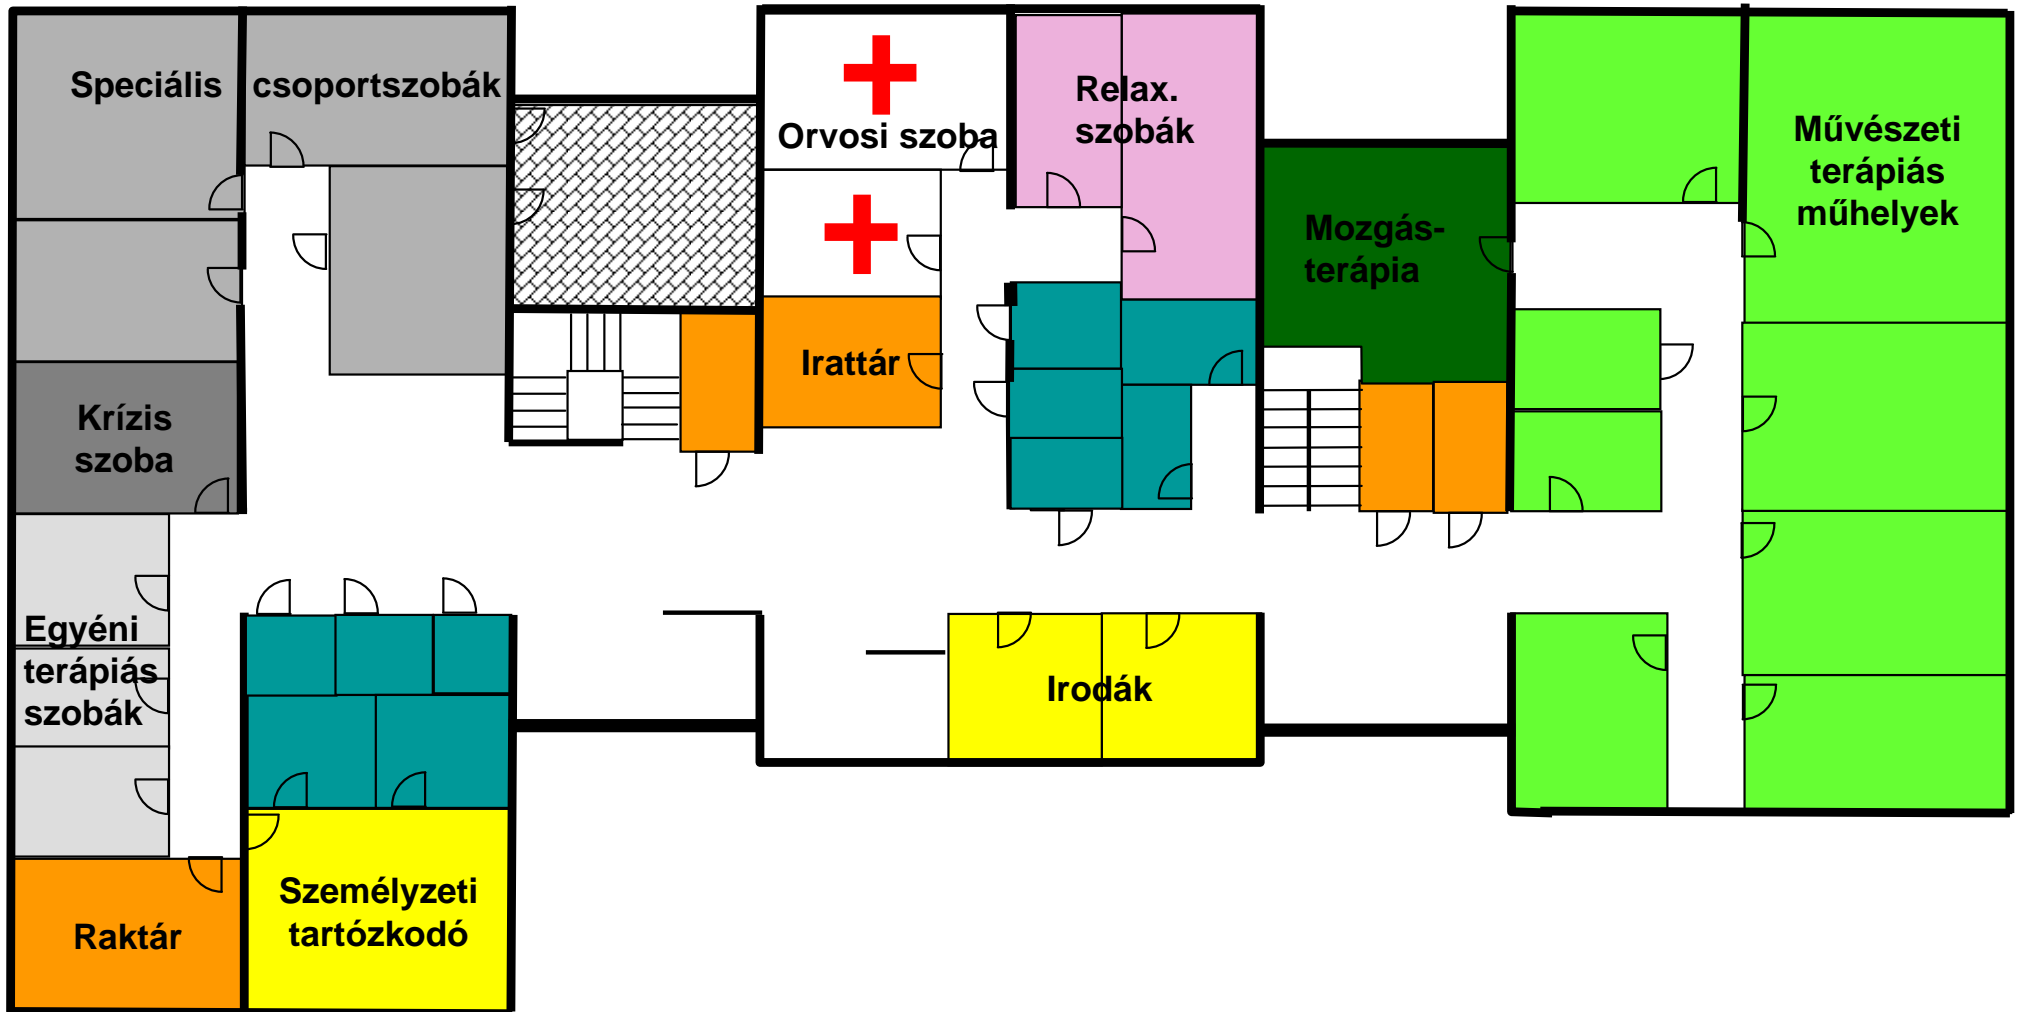 Speciális csoportszobák
Orvosi szoba
Relax.
szobák
Művészeti
terápiás
műhelyek
Mozgás-
terápia
Irattár
Krízis
szoba
Egyéni
terápiás
szobák
Irodák
Raktár
Személyzeti
tartózkodó